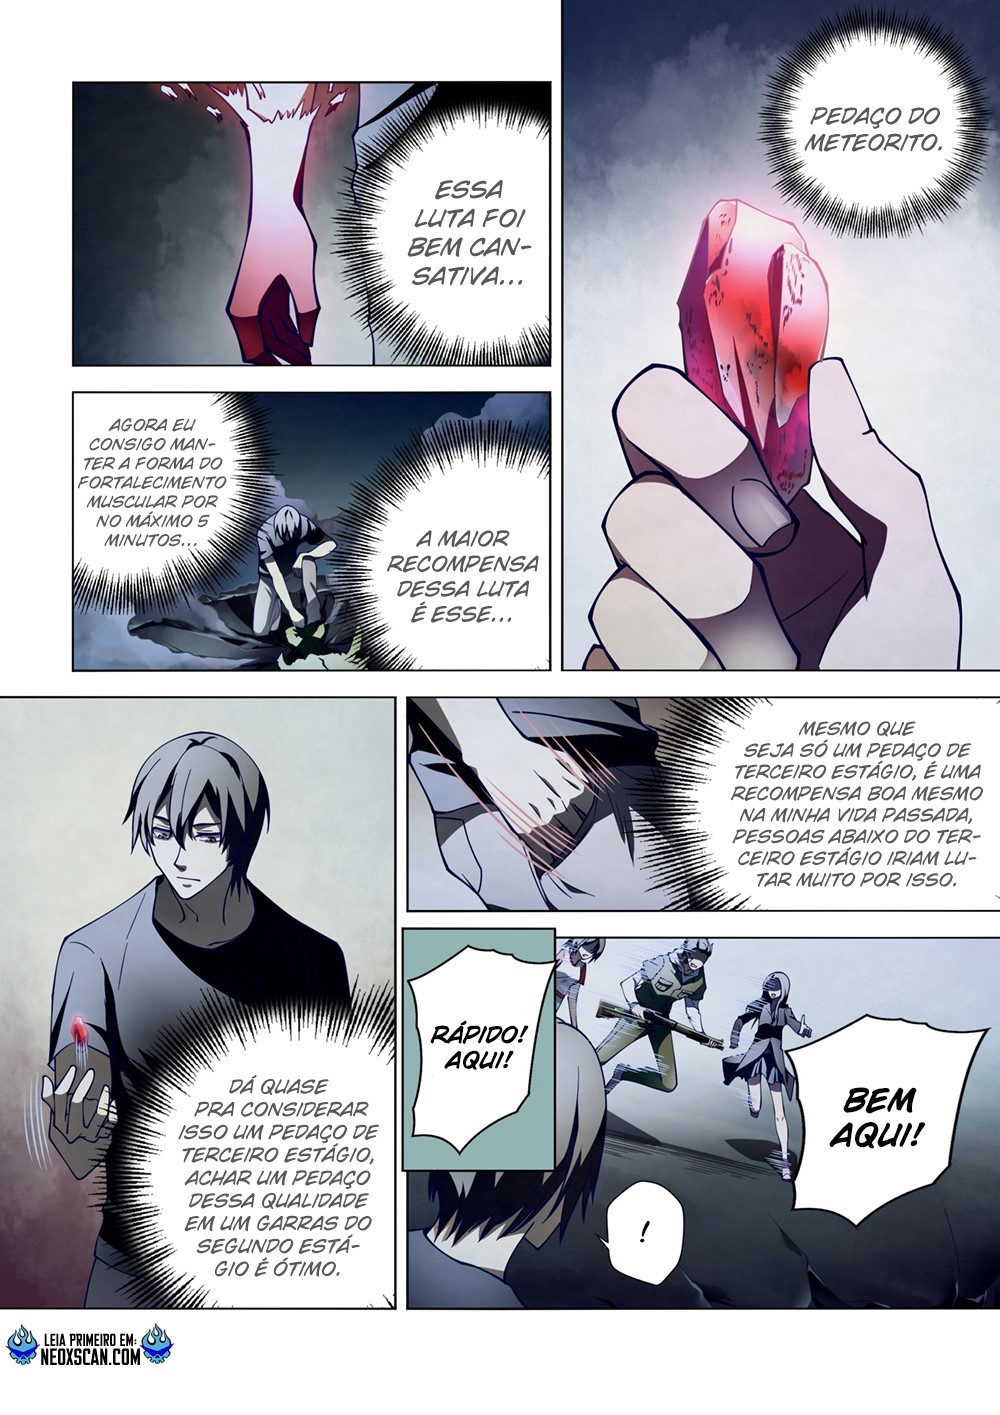 ESSA
LUTA FOI
BEM CAN-
SATIVA...
AGORA EU
CONSIGO MAN-
TER A FORMA DO
FORTALECIMENTO
MUSCULAR POR
NO MÁXIMO 5
MINUTOS...
A MAIOR
RECOMPENSA
DESSA LUTA
É ESSE...
PEDAÇO DO
METEORITO.
DÁ QUASE
PRA CONSIDERAR
ISSO UM PEDAÇO DE
TERCEIRO ESTÁGIO,
ACHAR UM PEDAÇO
DESSA QUALIDADE
EM UM GARRAS DO
SEGUNDO ESTÁ-
GIO É ÓTIMO.
MESMO QUE
SEJA SÓ UM PEDAÇO DE
TERCEIRO ESTÁGIO, É UMA
RECOMPENSA BOA MESMO
NA MINHA VIDA PASSADA,
PESSOAS ABAIXO DO TER-
CEIRO ESTÁGIO IRIAM LU-
TAR MUITO POR ISSO.
RÁPIDO!
AQUI!
BEM
AQUI!
!
LEIA PRIMEIRO EM:
NEOXSCAN.COM